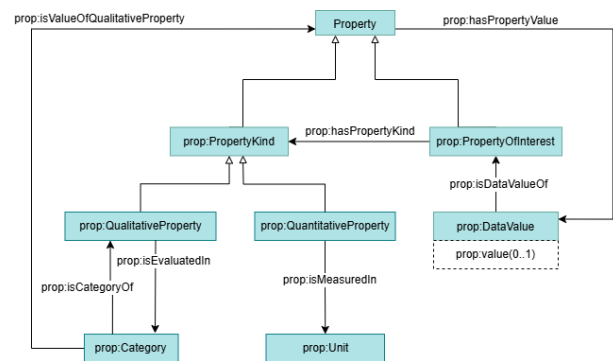 prop:isValueOfQualitativeProperty
Property
prop:hasPropertyValue
prop:PropertyKind
prop:hasPropertyKind
prop:PropertyOfInterest
prop:isDataValueOf
prop:QualitativeProperty
prop:QuantitativeProperty
prop:DataValue
prop:value(0..1)
prop:isEvaluatedIn
prop:isMeasuredIn
prop:isCategoryOf
prop:Category
prop:Unit